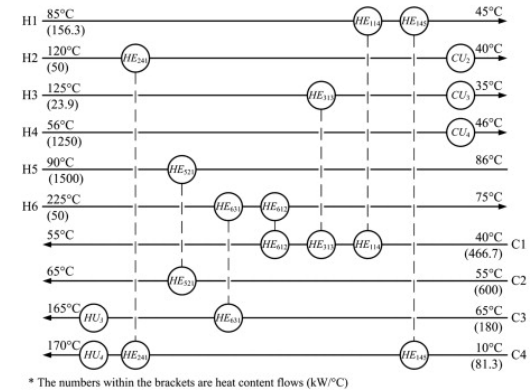 H1 85°C HE114 HE145 45°C
(156.3)
H2 120°C HE241 CU2 40°C
(50)
H3 125°C HE313 CU3 35°C
(23.9)
H4 56°C CU4 46°C
(1250)
H5 90°C HE521 86°C
(1500)
H6 225°C HE631 HE612 75°C
(50)
55°C HE612 HE313 HE114 40°C C1
(466.7)
65°C HE521 55°C C2
(600)
165°C HU3 HE631 65°C C3
(180)
170°C HU4 HE241 HE145 10°C C4
(81.3)
* The numbers within the brackets are heat content flows (kW/°C)